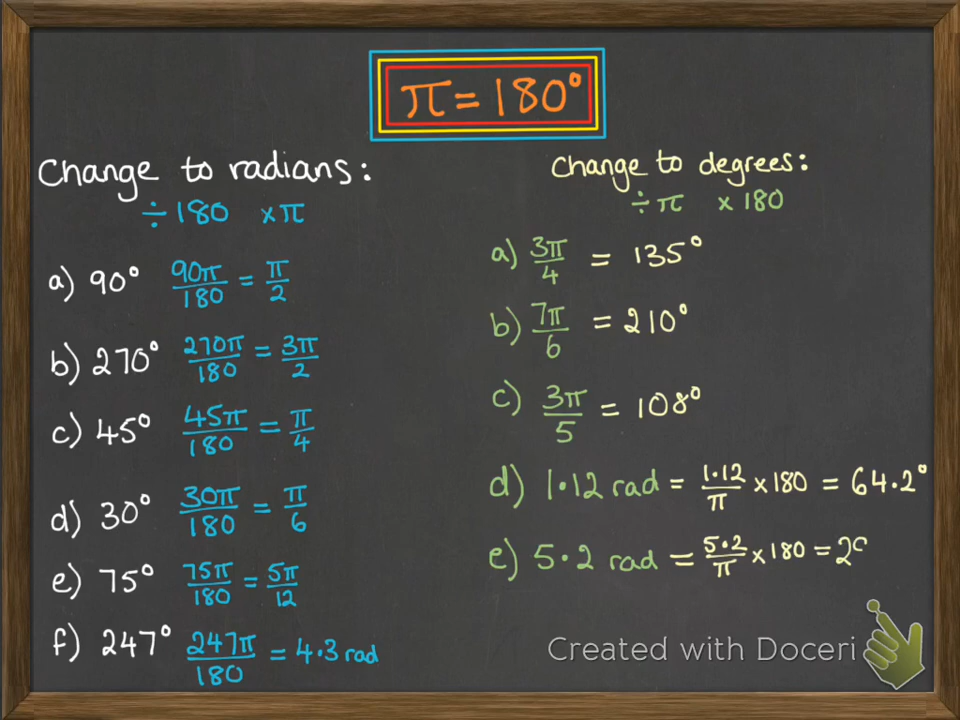 π = 180°
Change to radians:
÷ 180 × π
a) 90° 90π/180 = π/2
b) 270° 270π/180 = 3π/2
c) 45° 45π/180 = π/4
d) 30° 30π/180 = π/6
e) 75° 75π/180 = 5π/12
f) 247° 247π/180 = 4·3 rad
Change to degrees:
÷ π × 180
a) 3π/4 = 135°
b) 7π/6 = 210°
c) 3π/5 = 108°
d) 1·12 rad = 1·12/π × 180 = 64·2°
e) 5·2 rad = 5·2/π × 180 = 2
Created with Doceri